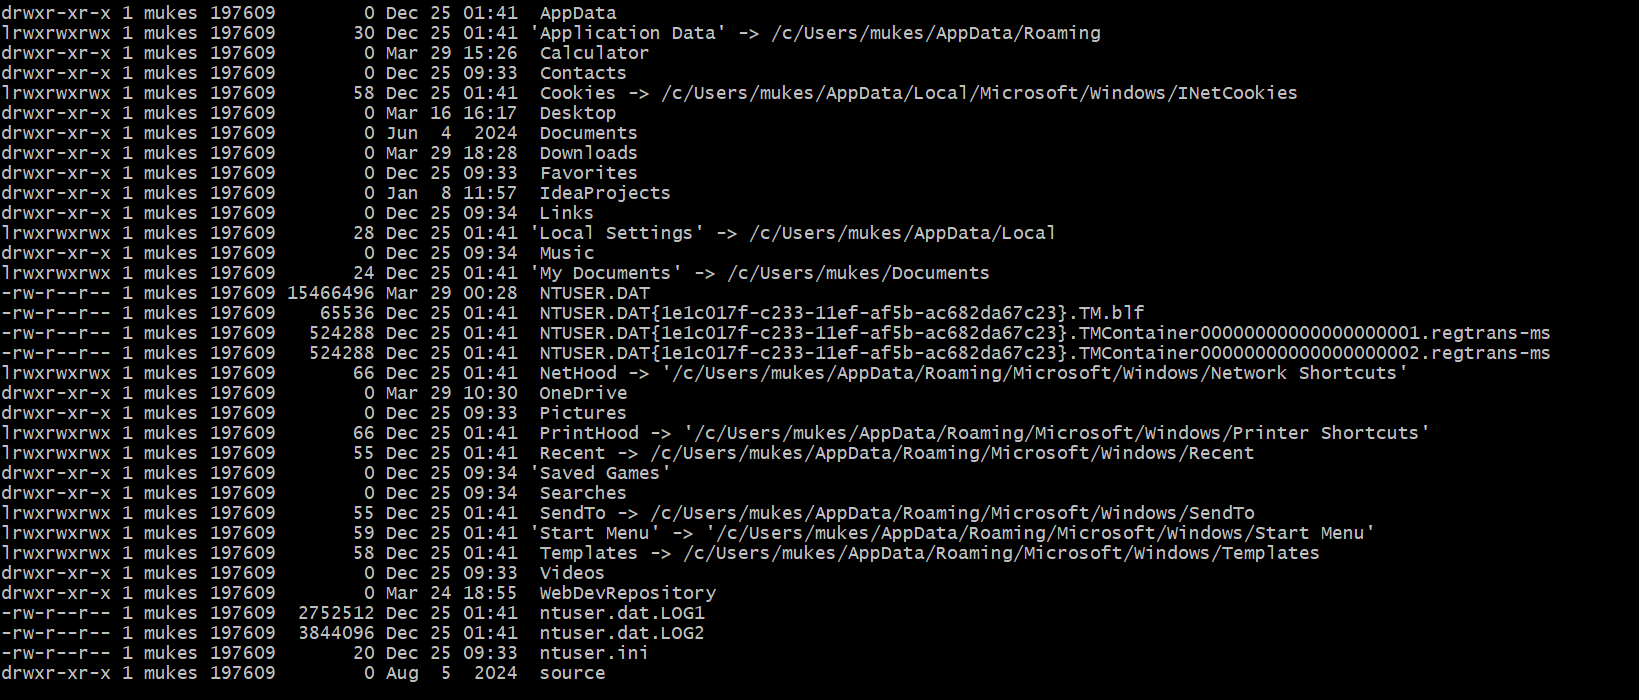 drwxr-xr-x 1 mukes 197609        0 Dec 25 01:41  AppData
lrwxrwxrwx 1 mukes 197609       30 Dec 25 01:41 'Application Data' -> /c/Users/mukes/AppData/Roaming
drwxr-xr-x 1 mukes 197609        0 Mar 29 15:26  Calculator
drwxr-xr-x 1 mukes 197609        0 Dec 25 09:33  Contacts
lrwxrwxrwx 1 mukes 197609       58 Dec 25 01:41  Cookies -> /c/Users/mukes/AppData/Local/Microsoft/Windows/INetCookies
drwxr-xr-x 1 mukes 197609        0 Mar 16 16:17  Desktop
drwxr-xr-x 1 mukes 197609        0 Jun  4  2024  Documents
drwxr-xr-x 1 mukes 197609        0 Mar 29 18:28  Downloads
drwxr-xr-x 1 mukes 197609        0 Dec 25 09:33  Favorites
drwxr-xr-x 1 mukes 197609        0 Jan  8 11:57  IdeaProjects
drwxr-xr-x 1 mukes 197609        0 Dec 25 09:34  Links
lrwxrwxrwx 1 mukes 197609       28 Dec 25 01:41 'Local Settings' -> /c/Users/mukes/AppData/Local
drwxr-xr-x 1 mukes 197609        0 Dec 25 09:34  Music
lrwxrwxrwx 1 mukes 197609       24 Dec 25 01:41 'My Documents' -> /c/Users/mukes/Documents
-rw-r--r-- 1 mukes 197609 15466496 Mar 29 00:28  NTUSER.DAT
-rw-r--r-- 1 mukes 197609    65536 Dec 25 01:41  NTUSER.DAT{1e1c017f-c233-11ef-af5b-ac682da67c23}.TM.blf
-rw-r--r-- 1 mukes 197609   524288 Dec 25 01:41  NTUSER.DAT{1e1c017f-c233-11ef-af5b-ac682da67c23}.TMContainer00000000000000000001.regtrans-ms
-rw-r--r-- 1 mukes 197609   524288 Dec 25 01:41  NTUSER.DAT{1e1c017f-c233-11ef-af5b-ac682da67c23}.TMContainer00000000000000000002.regtrans-ms
lrwxrwxrwx 1 mukes 197609       66 Dec 25 01:41  NetHood -> '/c/Users/mukes/AppData/Roaming/Microsoft/Windows/Network Shortcuts'
drwxr-xr-x 1 mukes 197609        0 Mar 29 10:30  OneDrive
drwxr-xr-x 1 mukes 197609        0 Dec 25 09:33  Pictures
lrwxrwxrwx 1 mukes 197609       66 Dec 25 01:41  PrintHood -> '/c/Users/mukes/AppData/Roaming/Microsoft/Windows/Printer Shortcuts'
lrwxrwxrwx 1 mukes 197609       55 Dec 25 01:41  Recent -> /c/Users/mukes/AppData/Roaming/Microsoft/Windows/Recent
drwxr-xr-x 1 mukes 197609        0 Dec 25 09:34 'Saved Games'
drwxr-xr-x 1 mukes 197609        0 Dec 25 09:34  Searches
lrwxrwxrwx 1 mukes 197609       55 Dec 25 01:41  SendTo -> /c/Users/mukes/AppData/Roaming/Microsoft/Windows/SendTo
lrwxrwxrwx 1 mukes 197609       59 Dec 25 01:41 'Start Menu' -> '/c/Users/mukes/AppData/Roaming/Microsoft/Windows/Start Menu'
lrwxrwxrwx 1 mukes 197609       58 Dec 25 01:41  Templates -> /c/Users/mukes/AppData/Roaming/Microsoft/Windows/Templates
drwxr-xr-x 1 mukes 197609        0 Dec 25 09:33  Videos
drwxr-xr-x 1 mukes 197609        0 Mar 24 18:55  WebDevRepository
-rw-r--r-- 1 mukes 197609  2752512 Dec 25 01:41  ntuser.dat.LOG1
-rw-r--r-- 1 mukes 197609  3844096 Dec 25 01:41  ntuser.dat.LOG2
-rw-r--r-- 1 mukes 197609       20 Dec 25 09:33  ntuser.ini
drwxr-xr-x 1 mukes 197609        0 Aug  5  2024  source